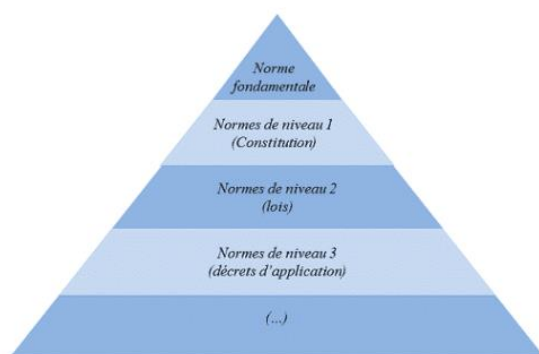 Norme
fondamentale
Normes de niveau 1
(Constitution)
Normes de niveau 2
(lois)
Normes de niveau 3
(décrets d'application)
(...)